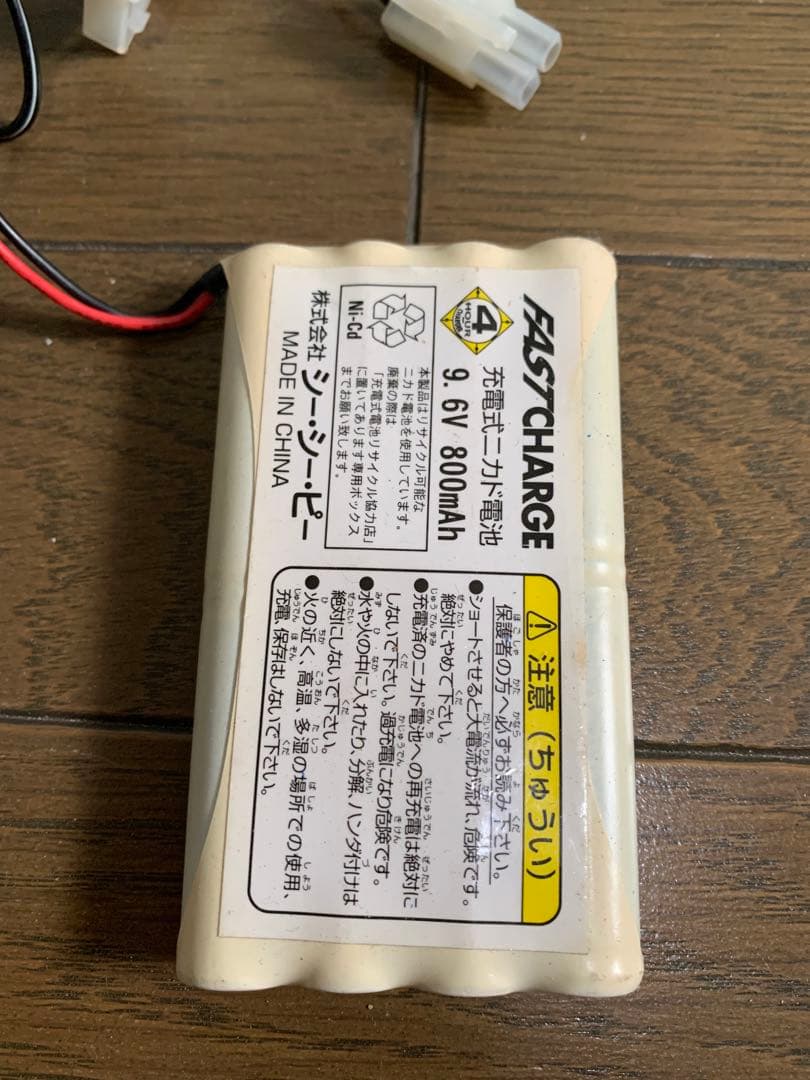 FASTCHARGE
4
HOUR
充電式ニカド電池
9.6V 800mAh
Ni-Cd
本製品はリサイクル可能な
ニカド電池を使用しています。
廃棄の際は
「充電式電池リサイクル協力店」
に置いてあります専用ボックス
までお願い致します。
株式会社 シー・シー・ピー
MADE IN CHINA
注意(ちゅうい)
保護者の方へ必ずお読み下さい。
●ショートさせると大電流が流れ、危険です。
絶対にやめて下さい。
●充電済のニカド電池への再充電は絶対に
しないで下さい。過充電になり危険です。
●水や火の中に入れたり、分解、ハンダ付けは
絶対にしないで下さい。
●火の近く、高温、多湿の場所での使用、
充電、保存はしないで下さい。